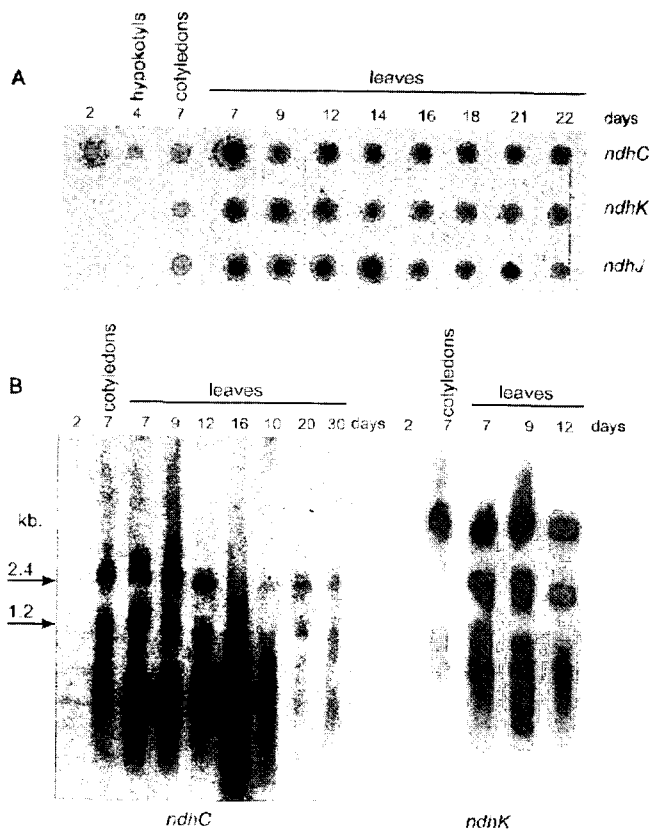 A
hypokotyls
cotyledons
leaves
2 4 7 7 9 12 14 16 18 21 22 days
ndhC
ndhK
ndhJ
B
cotyledons
leaves
2 7 7 9 12 16 10 20 30 days
kb.
2.4
1.2
ndhC
cotyledons
leaves
2 7 7 9 12 days
ndhK